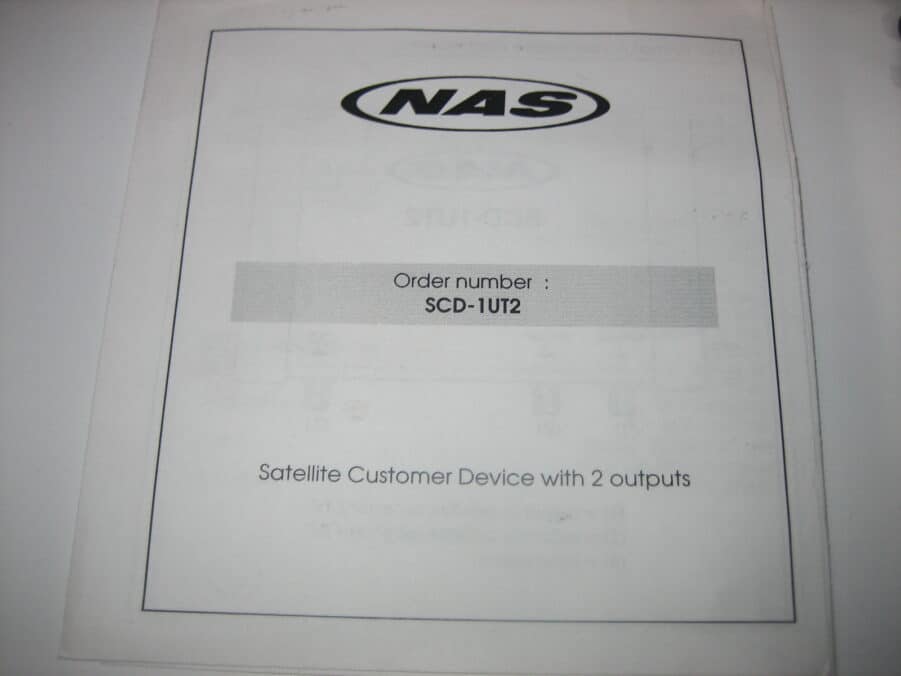 NAS
Order number :
SCD-1UT2
Satellite Customer Device with 2 outputs